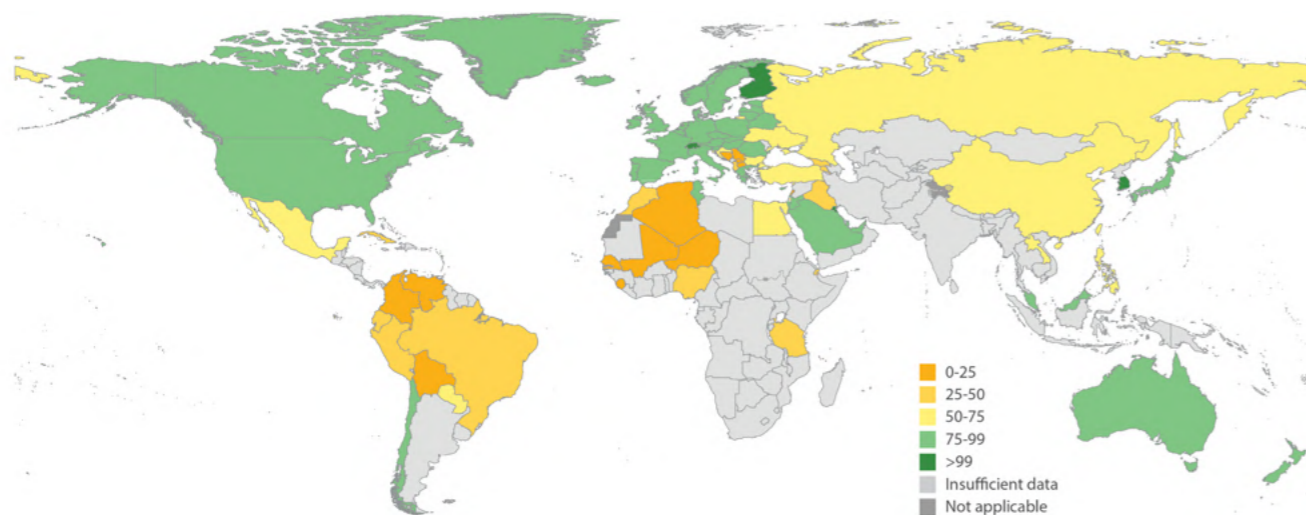 0-25
25-50
50-75
75-99
>99
Insufficient data
Not applicable